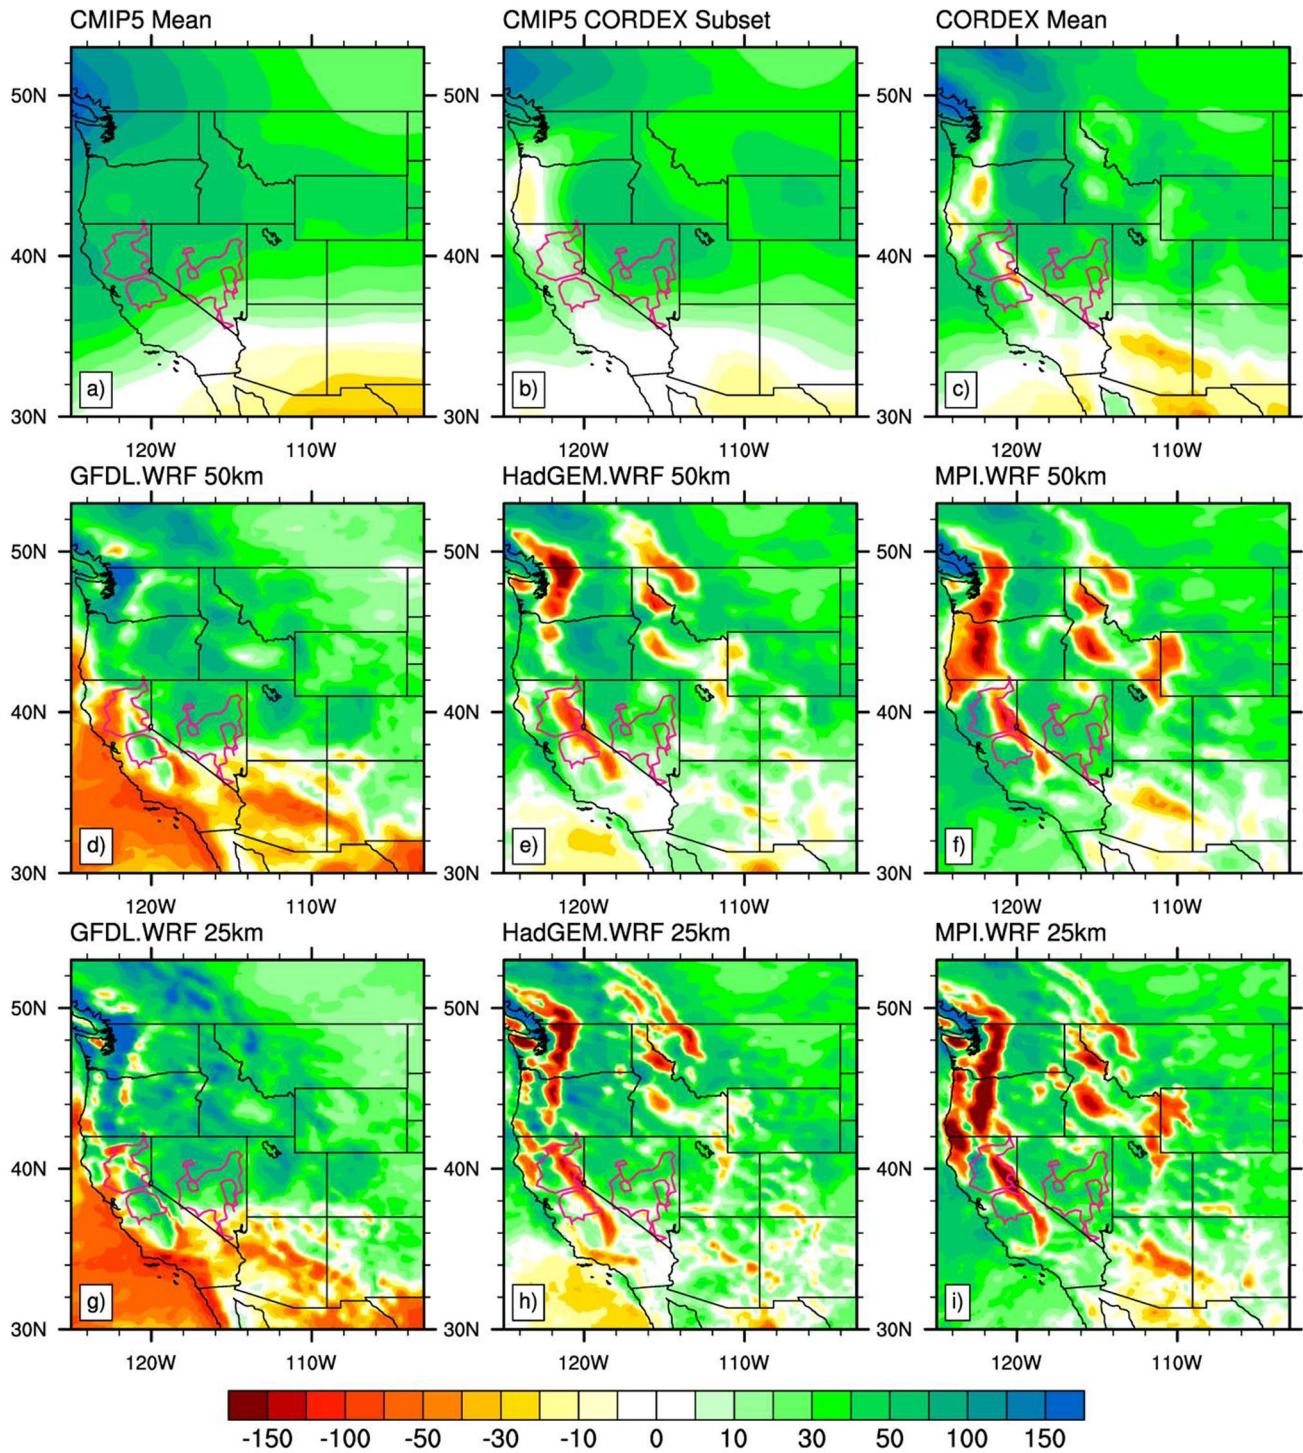 CMIP5 Mean
CMIP5 CORDEX Subset
CORDEX Mean
50N
50N
50N
40N
40N
40N
a)
b)
c)
30N
30N
30N
120W
110W
120W
110W
120W
110W
GFDL.WRF 50km
HadGEM.WRF 50km
MPI.WRF 50km
50N
50N
50N
40N
40N
40N
d)
e)
f)
30N
30N
30N
120W
110W
120W
110W
120W
110W
GFDL.WRF 25km
HadGEM.WRF 25km
MPI.WRF 25km
50N
50N
50N
40N
40N
40N
g)
h)
i)
30N
30N
30N
120W
110W
120W
110W
120W
110W
-150 -100 -50 -30 -10 0 10 30 50 100 150